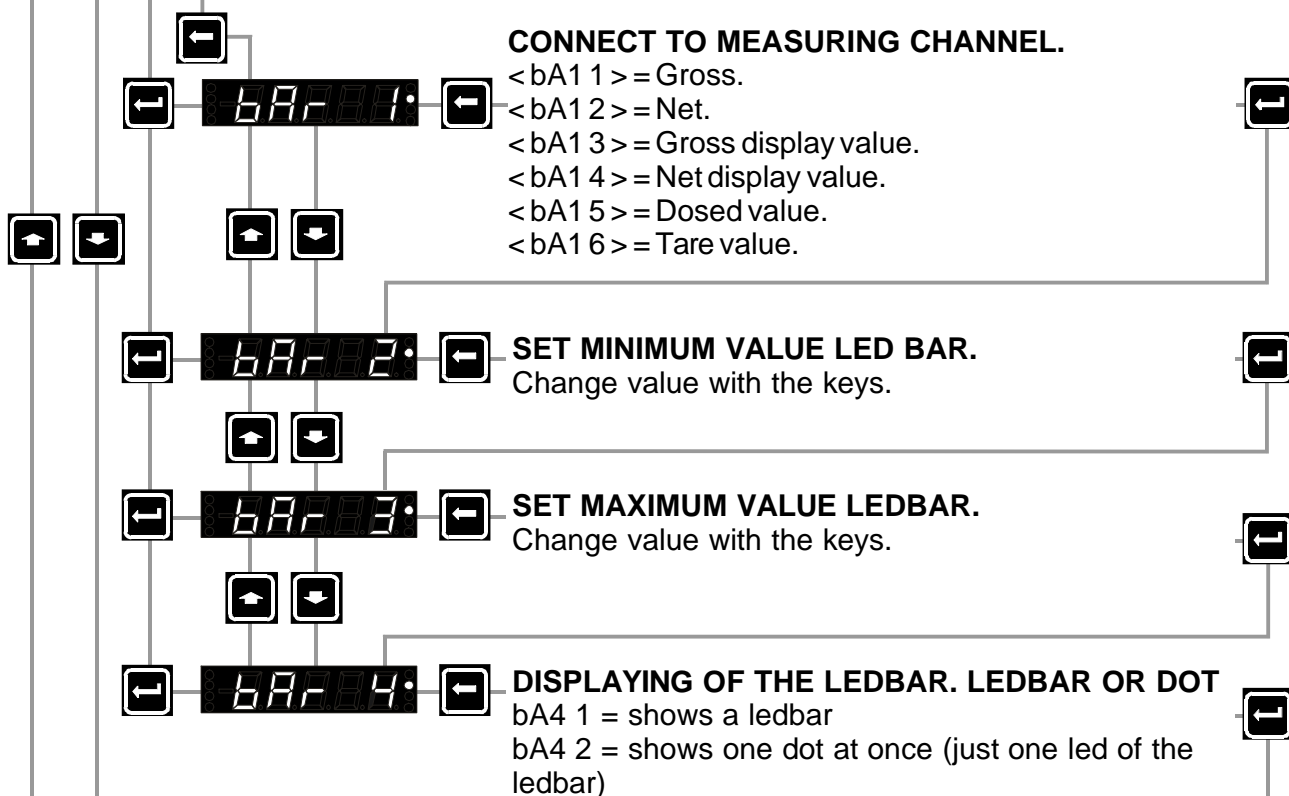 CONNECT TO MEASURING CHANNEL.
bAr 1
<bA1 1>=Gross.
<bA1 2>=Net.
<bA1 3>=Gross display value.
<bA1 4>=Net display value.
<bA1 5>=Dosed value.
<bA1 6>=Tare value.
bAr 2
SET MINIMUM VALUE LED BAR.
Change value with the keys.
bAr 3
SET MAXIMUM VALUE LEDBAR.
Change value with the keys.
bAr 4
DISPLAYING OF THE LEDBAR. LEDBAR OR DOT
bA4 1 = shows a ledbar
bA4 2 = shows one dot at once (just one led of the
ledbar)